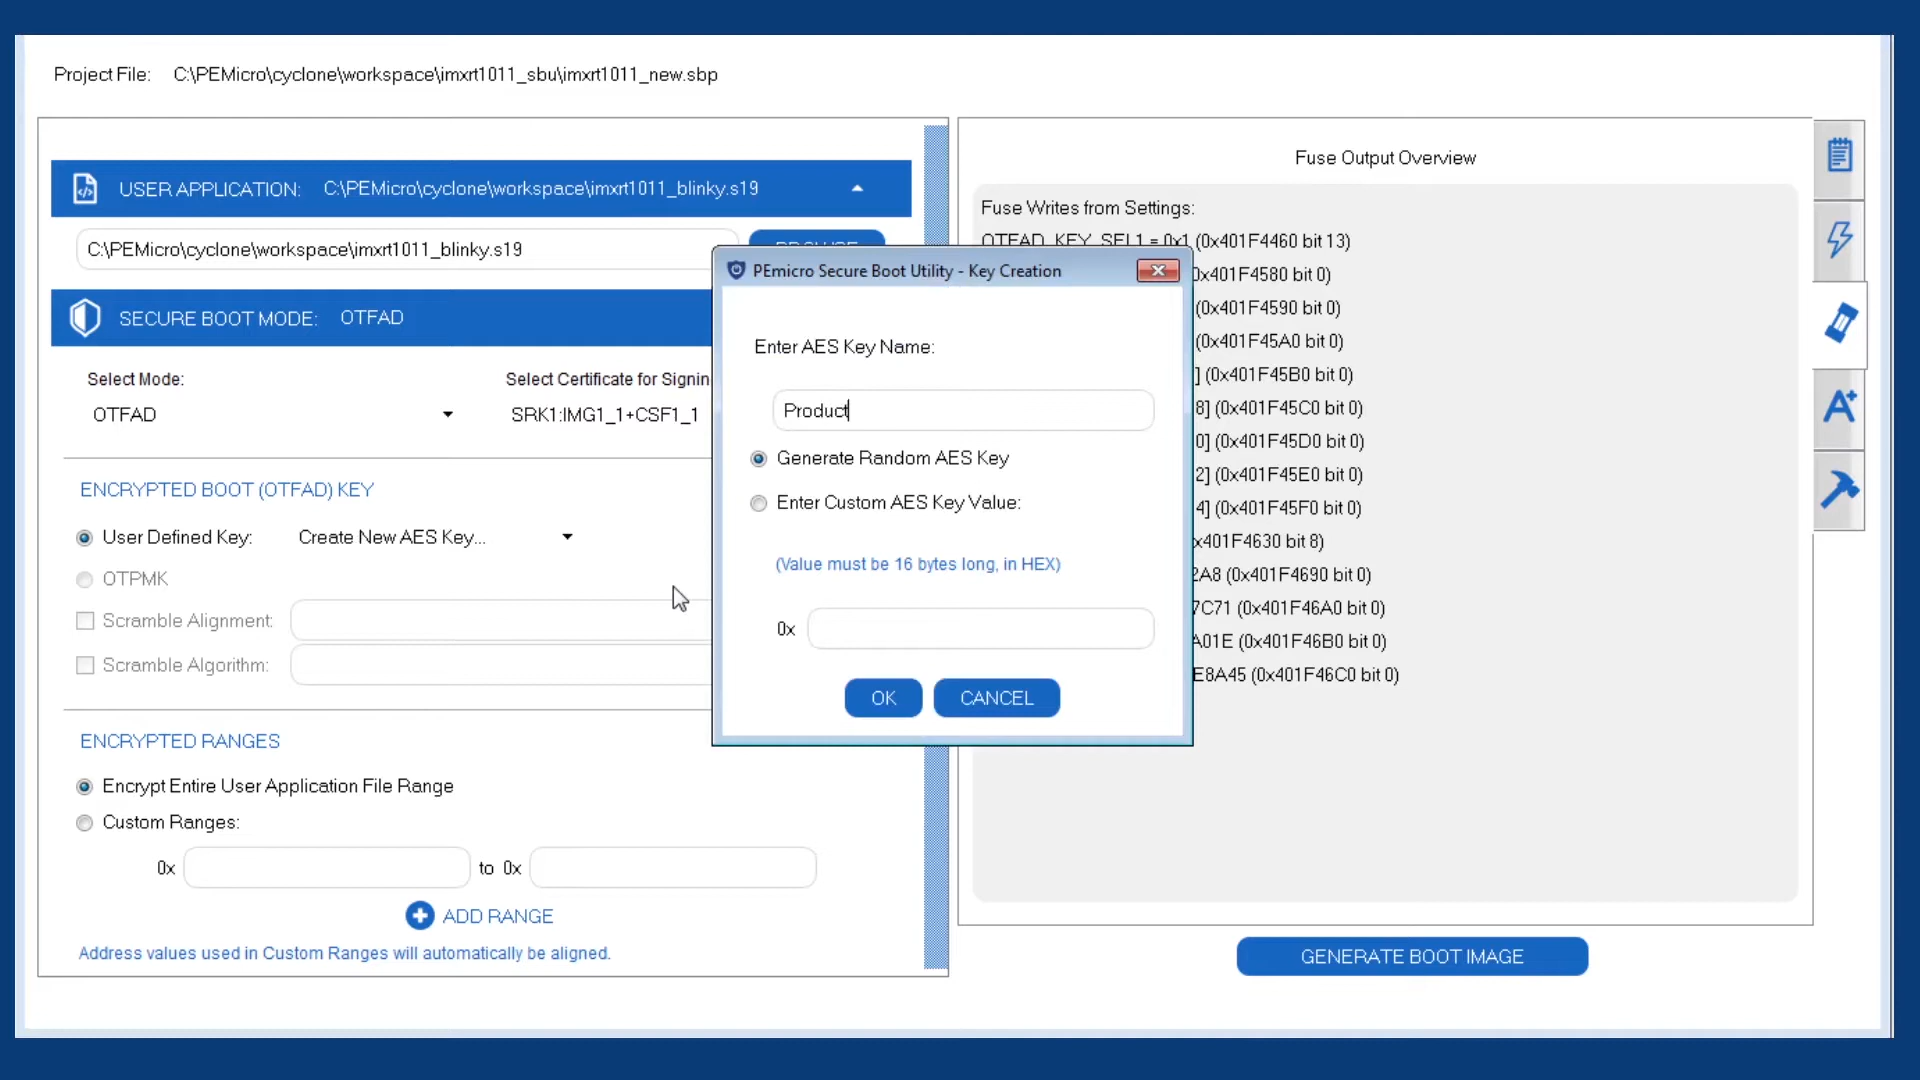 Project File: C:\PEMicro\cyclone\workspace\imxrt1011_sbu\imxrt1011_new.sbp
USER APPLICATION: C:\PEMicro\cyclone\workspace\imxrt1011_blinky.s19
C:\PEMicro\cyclone\workspace\imxrt1011_blinky.s19
SECURE BOOT MODE: OTFAD
Select Mode: Select Certificate for Signin
OTFAD SRK1:IMG1_1+CSF1_1
ENCRYPTED BOOT (OTFAD) KEY
User Defined Key: Create New AES Key...
OTPMK
Scramble Alignment:
Scramble Algorithm:
ENCRYPTED RANGES
Encrypt Entire User Application File Range
Custom Ranges:
0x to 0x
ADD RANGE
Address values used in Custom Ranges will automatically be aligned.
PEmicro Secure Boot Utility - Key Creation
Enter AES Key Name:
Product
Generate Random AES Key
Enter Custom AES Key Value:
(Value must be 16 bytes long, in HEX)
0x
OK CANCEL
Fuse Output Overview
Fuse Writes from Settings:
OTFAD_KEY_SEL1 = 0x1 (0x401F4460 bit 13)
0x401F4580 bit 0)
(0x401F4590 bit 0)
(0x401F45A0 bit 0)
] (0x401F45B0 bit 0)
8] (0x401F45C0 bit 0)
0] (0x401F45D0 bit 0)
2] (0x401F45E0 bit 0)
4] (0x401F45F0 bit 0)
x401F4630 bit 8)
2A8 (0x401F4690 bit 0)
7C71 (0x401F46A0 bit 0)
A01E (0x401F46B0 bit 0)
E8A45 (0x401F46C0 bit 0)
GENERATE BOOT IMAGE